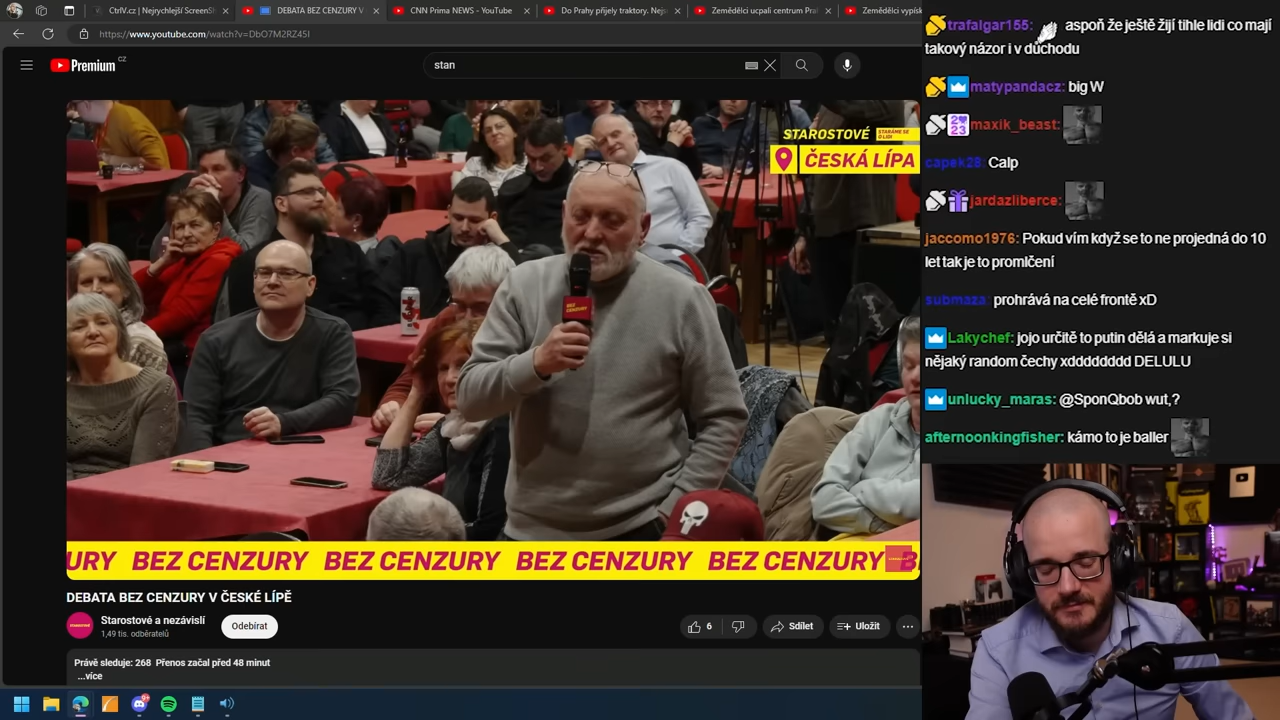 CtrlV.cz | Nejrychlejší ScreenSh
DEBATA BEZ CENZURY V
CNN Prima NEWS - YouTube
Do Prahy přijely traktory. Nejs
Zemědělci ucpali centrum Pra
Zemědělci vypísk
https://www.youtube.com/watch?v=DbO7M2RZ45I
Premium CZ
stan
STAROSTOVÉ STARÁME SE O LIDI
ČESKÁ LÍPA
BEZ CENZURY
URY BEZ CENZURY BEZ CENZURY BEZ CENZURY BEZ CENZURY B
DEBATA BEZ CENZURY V ČESKÉ LÍPĚ
Starostové a nezávislí
1,49 tis. odběratelů
Odebírat
6
Sdílet
Uložit
Právě sleduje: 268 Přenos začal před 48 minut
...více
trafalgar155: aspoň že ještě žijí tihle lidi co mají
takový názor i v důchodu
matypandacz: big W
maxik_beast:
capek28: Calp
jardazliberce:
jaccomo1976: Pokud vím když se to ne projedná do 10
let tak je to promlčení
submaza: prohrává na celé frontě xD
Lakychef: jojo určitě to putin dělá a markuje si
nějaký random čechy xddddddd DELULU
unlucky_maras: @SponQbob wut,?
afternoonkingfisher: kámo to je baller